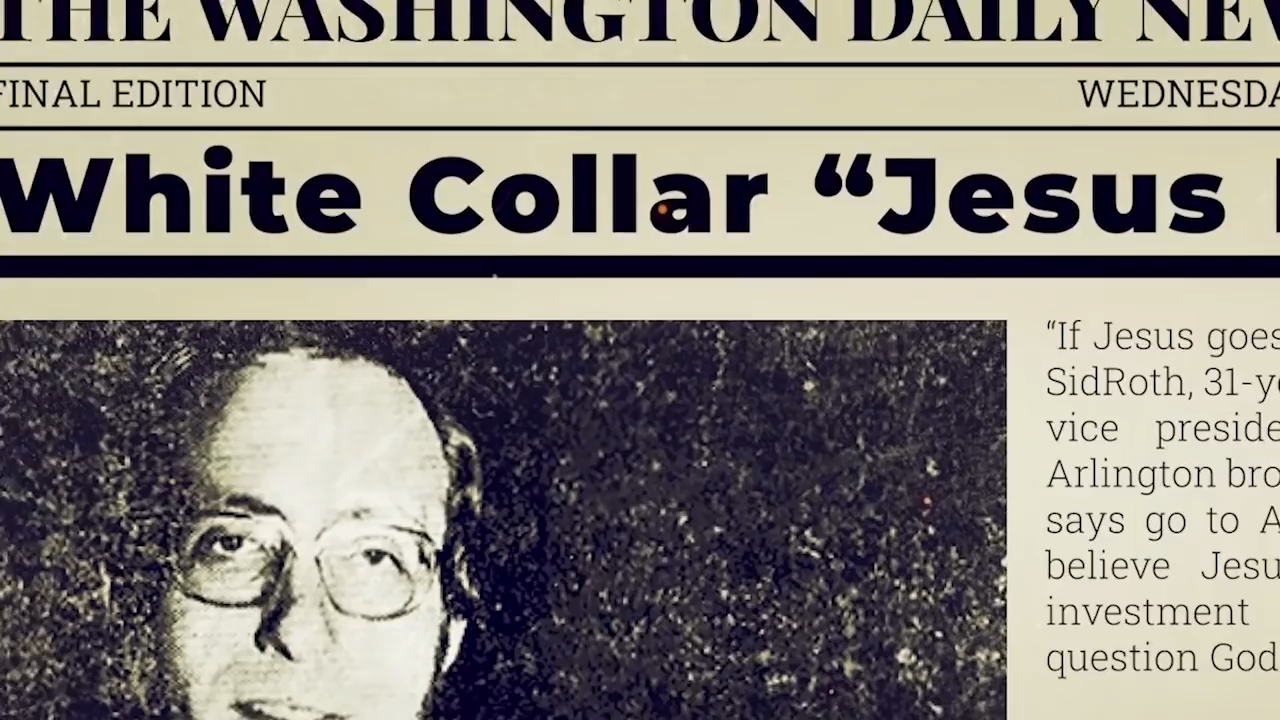 THE WASHINGTON DAILY NEW
FINAL EDITION
WEDNESDA
White Collar “Jesus
“If Jesus goes
SidRoth, 31-ye
vice preside
Arlington bro
says go to A
believe Jesu
investment
question God